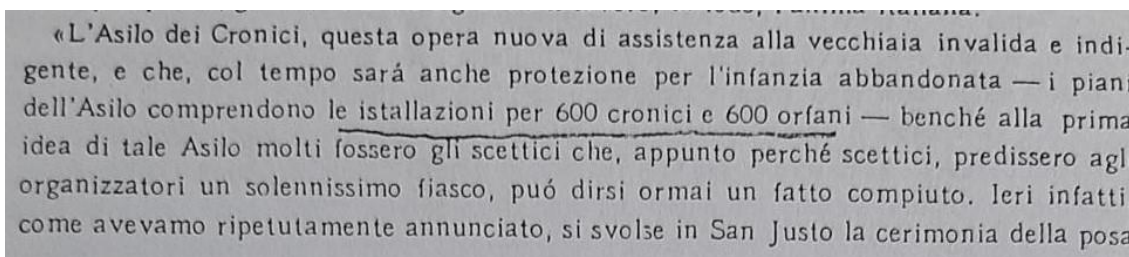 «L'Asilo dei Cronici, questa opera nuova di assistenza alla vecchiaia invalida e indi-
gente, e che, col tempo sará anche protezione per l'infanzia abbandonata — i piani
dell'Asilo comprendono le istallazioni per 600 cronici e 600 orfani — benché alla prima
idea di tale Asilo molti fossero gli scettici che, appunto perché scettici, predissero agl
organizzatori un solennissimo fiasco, puó dirsi ormai un fatto compiuto. Ieri infatti
come avevamo ripetutamente annunciato, si svolse in San Justo la cerimonia della posa